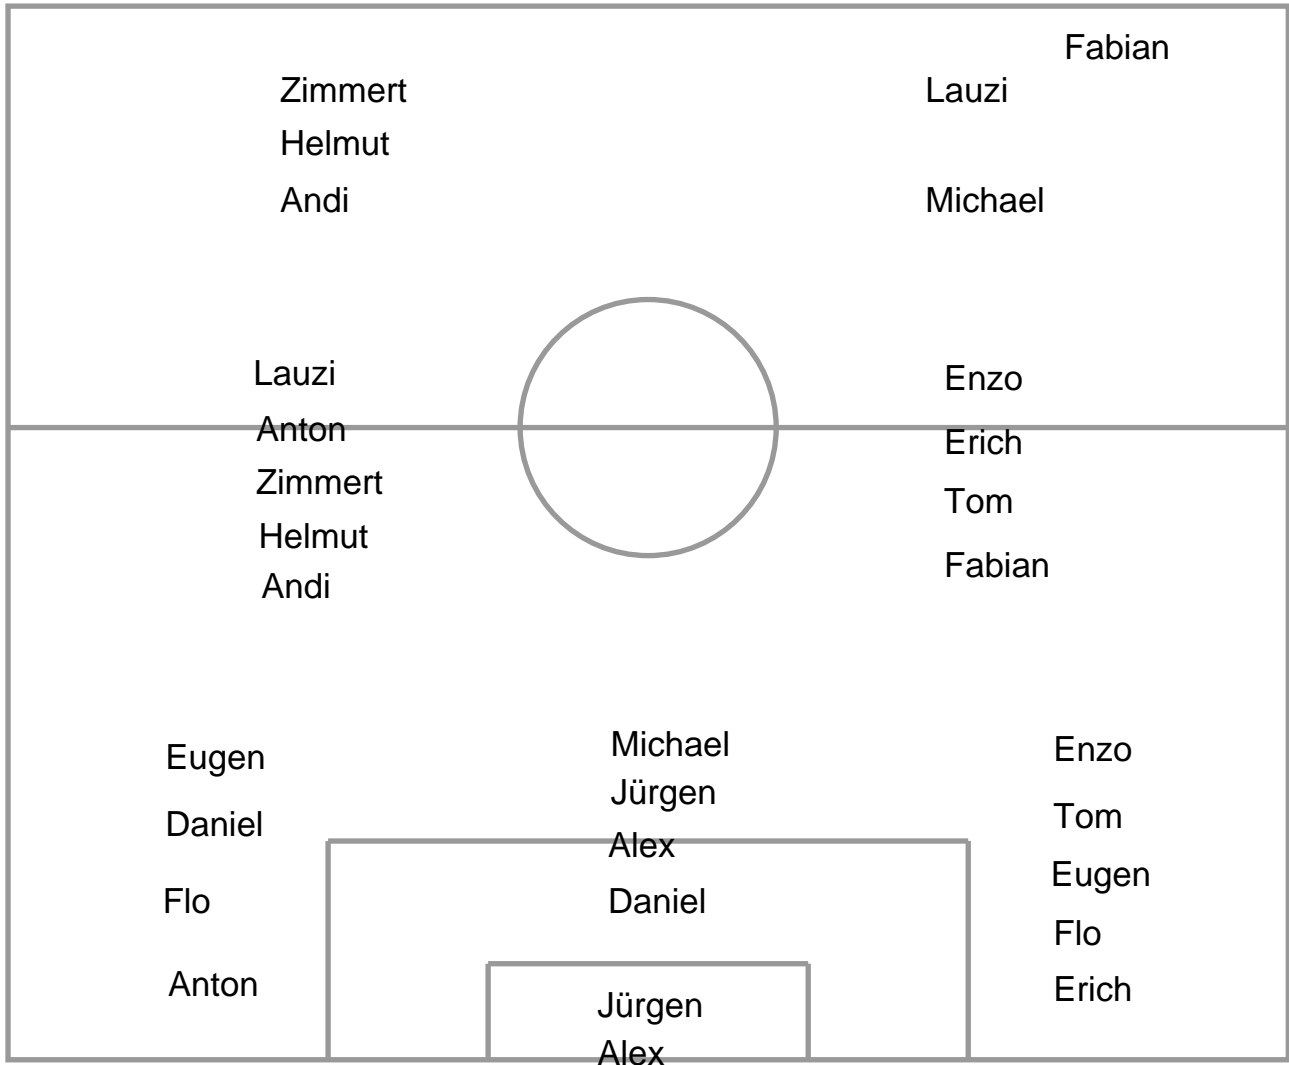 Fabian
Zimmert
Lauzi
Helmut
Andi
Michael
Lauzi
Anton
Zimmert
Helmut
Andi
Enzo
Erich
Tom
Fabian
Eugen
Daniel
Flo
Anton
Michael
Jürgen
Alex
Daniel
Jürgen
Alex
Enzo
Tom
Eugen
Flo
Erich